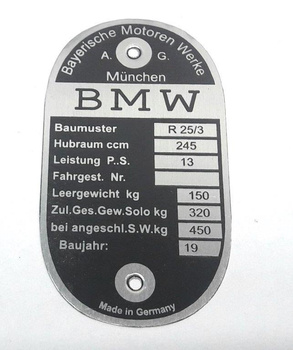 Bayerische Motoren Werke
A. G.
München
BMW
Baumuster R 25/3
Hubraum ccm 245
Leistung P..S. 13
Fahrgest. Nr.
Leergewicht kg 150
Zul.Ges.Gew.Solo kg 320
bei angeschl.S.W.kg 450
Baujahr: 19
Made in Germany